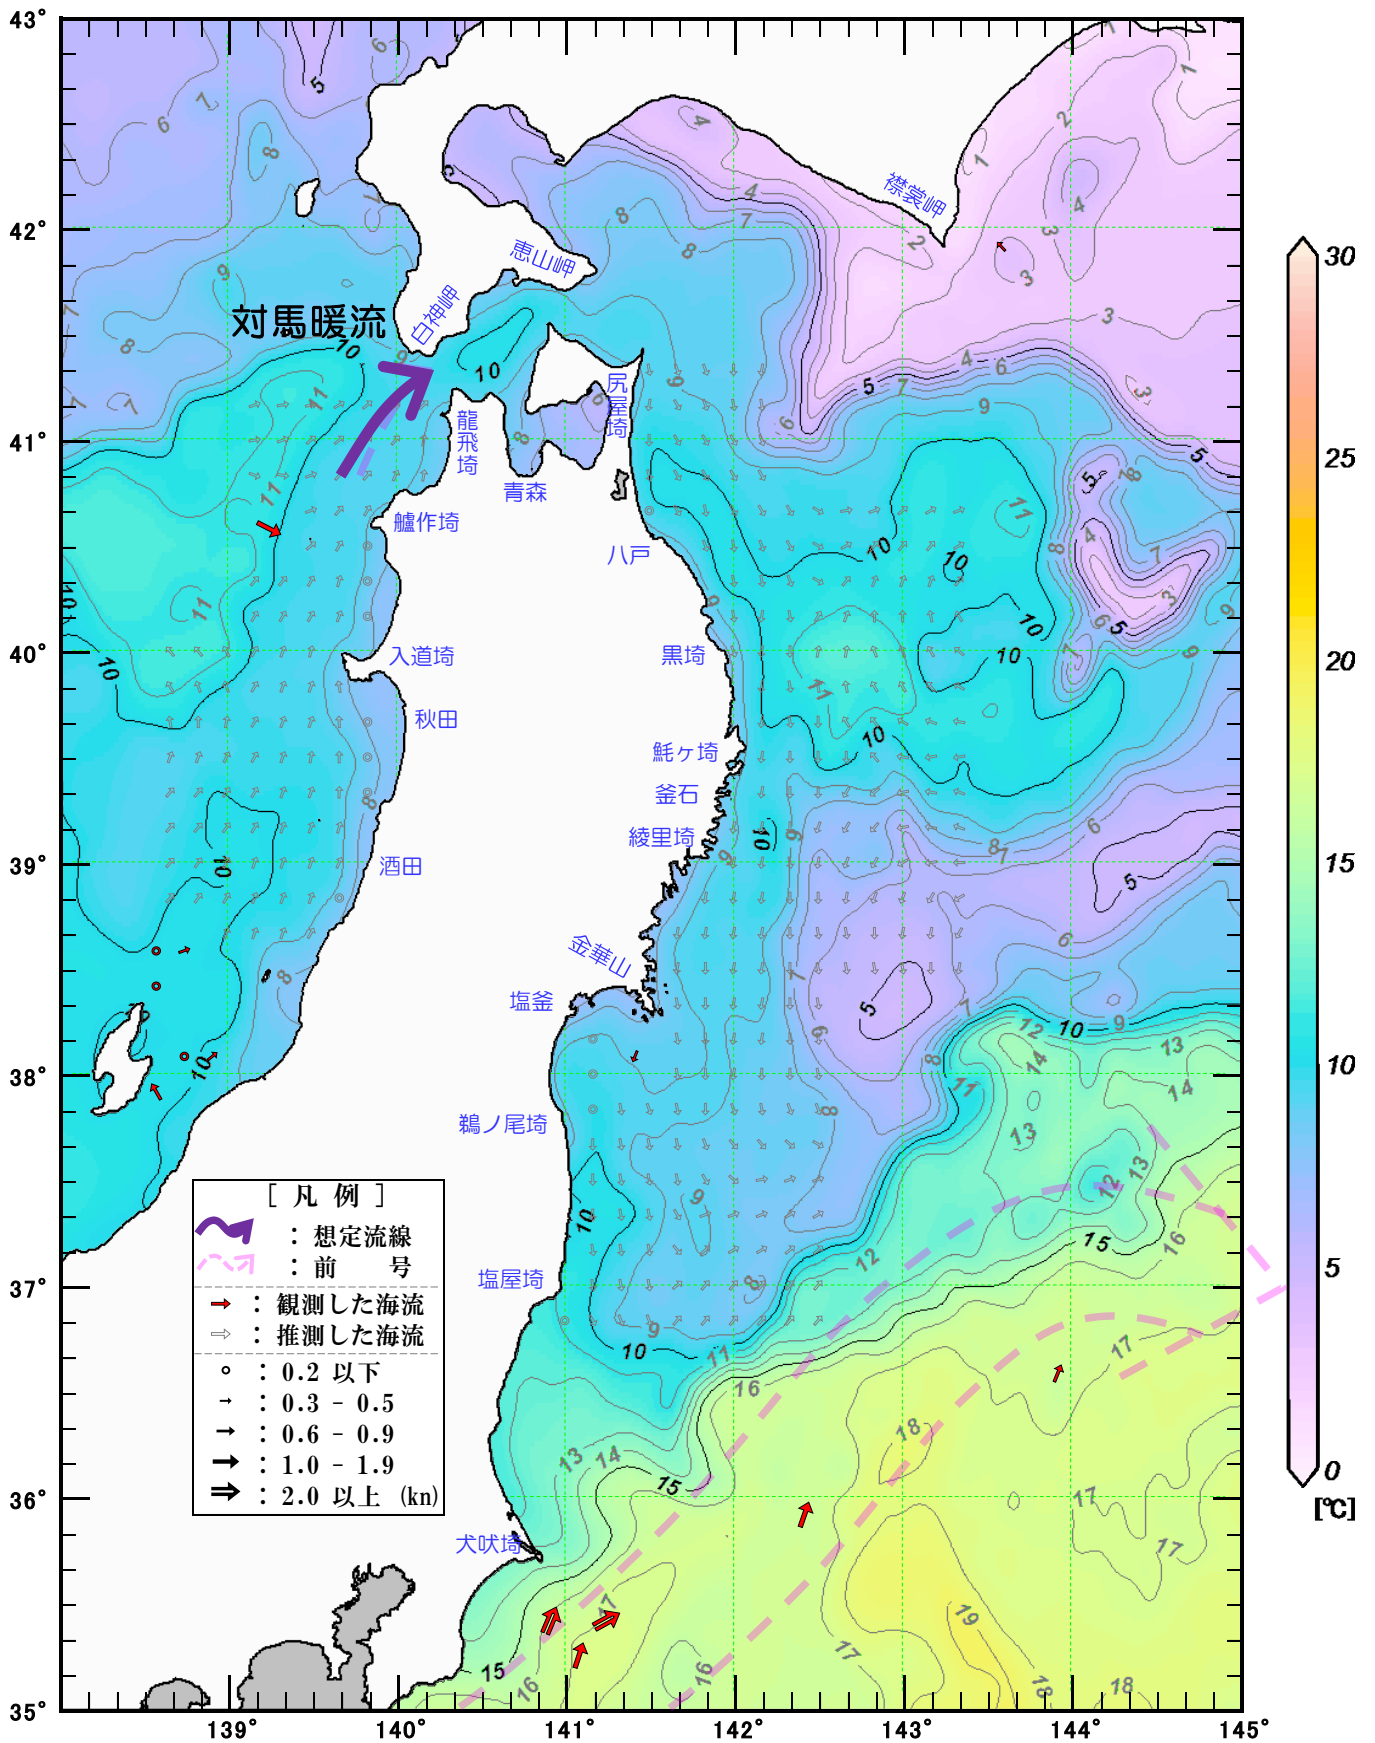 43°
42°
41°
40°
39°
38°
37°
36°
35°
139°
140°
141°
142°
143°
144°
145°
襟裳岬
恵山岬
白神岬
対馬暖流
龍飛埼
尻屋埼
青森
艫作埼
八戸
入道埼
黒埼
秋田
魹ヶ埼
釜石
綾里埼
酒田
金華山
塩釜
鵜ノ尾埼
塩屋埼
犬吠埼
[ 凡 例 ]
: 想定流線
: 前 号
: 観測した海流
: 推測した海流
: 0.2 以下
: 0.3 - 0.5
: 0.6 - 0.9
: 1.0 - 1.9
: 2.0 以上 (kn)
30
25
20
15
10
5
0
[℃]